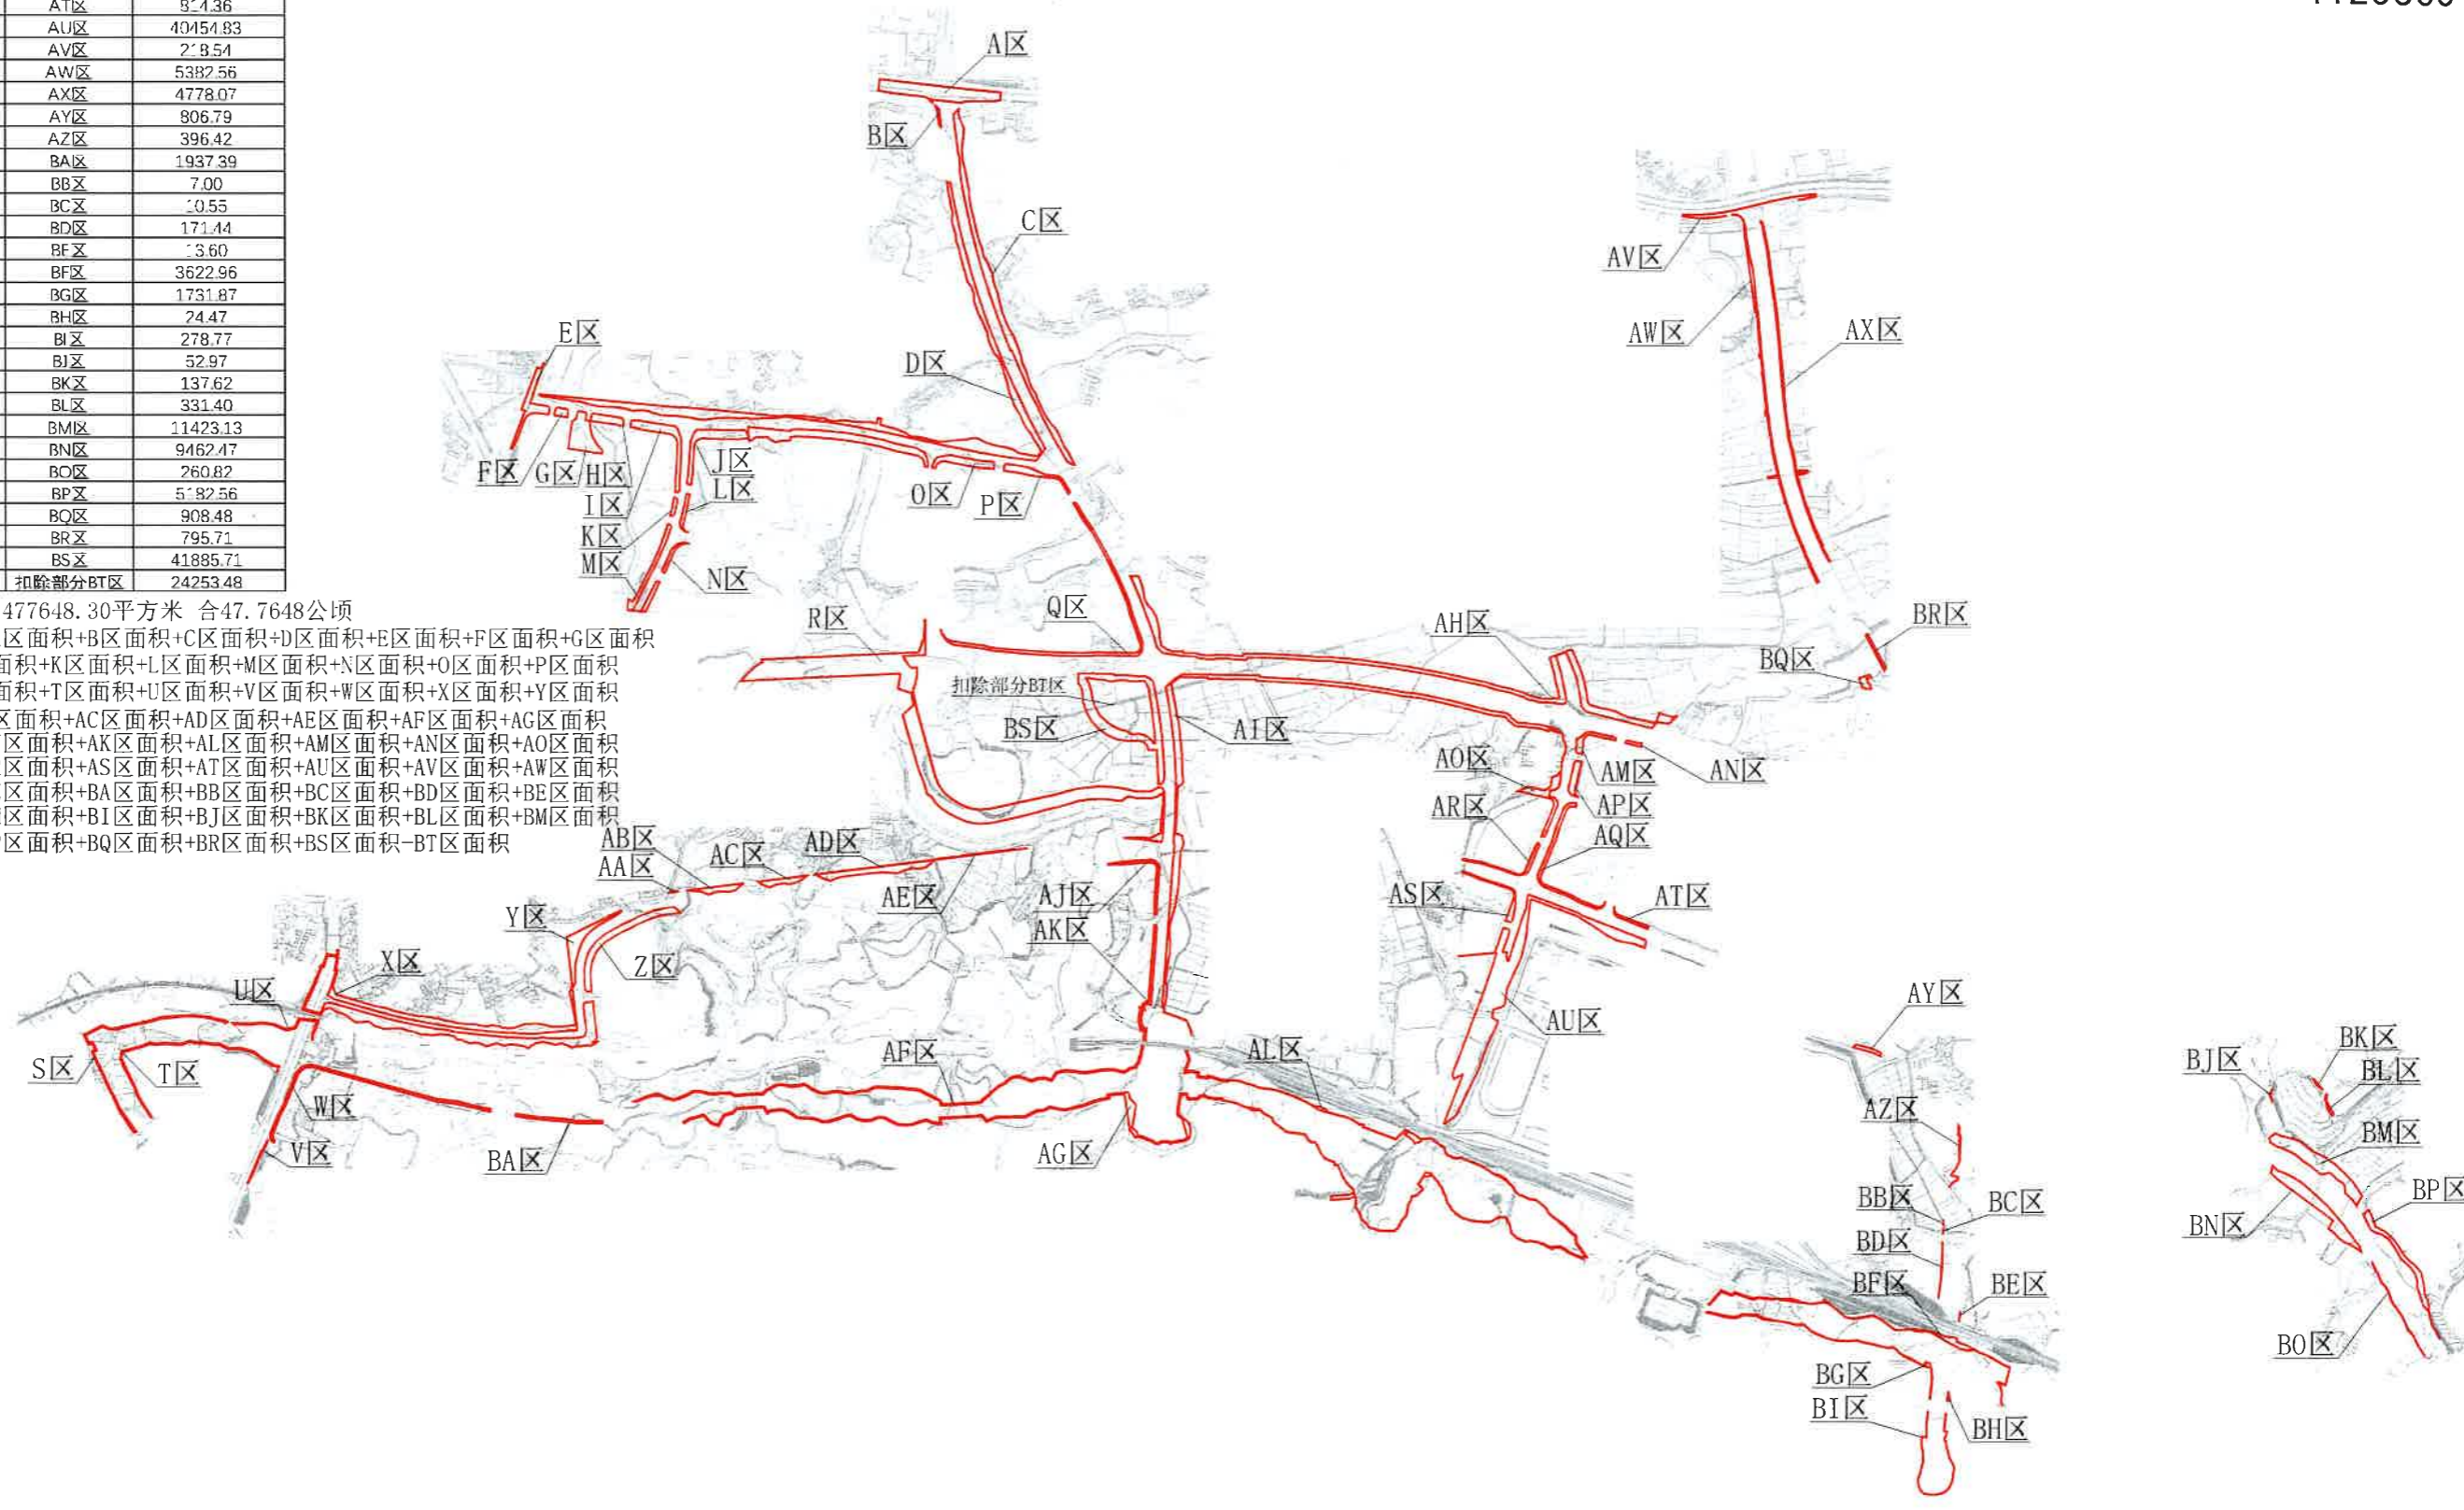 AT区 814.36
AU区 40454.83
AV区 218.54
AW区 5382.56
AX区 4778.07
AY区 806.79
AZ区 396.42
BA区 1937.39
BB区 7.00
BC区 10.55
BD区 171.44
BE区 13.60
BF区 3622.96
BG区 1731.87
BH区 24.47
BI区 278.77
BJ区 52.97
BK区 137.62
BL区 331.40
BM区 11423.13
BN区 9462.47
BO区 260.82
BP区 5182.56
BQ区 908.48
BR区 795.71
BS区 41885.71
扣除部分BT区 24253.48
477648.30平方米 合47.7648公顷
区面积+B区面积+C区面积+D区面积+E区面积+F区面积+G区面积
面积+K区面积+L区面积+M区面积+N区面积+O区面积+P区面积
面积+T区面积+U区面积+V区面积+W区面积+X区面积+Y区面积
区面积+AC区面积+AD区面积+AE区面积+AF区面积+AG区面积
区面积+AK区面积+AL区面积+AM区面积+AN区面积+AO区面积
区面积+AS区面积+AT区面积+AU区面积+AV区面积+AW区面积
区面积+BA区面积+BB区面积+BC区面积+BD区面积+BE区面积
区面积+BI区面积+BJ区面积+BK区面积+BL区面积+BM区面积
区面积+BQ区面积+BR区面积+BS区面积-BT区面积
A区
B区
C区
D区
E区
F区
G区
H区
I区
J区
L区
K区
M区
N区
O区
P区
Q区
R区
扣除部分BT区
BS区
AI区
AH区
AV区
AW区
AX区
BR区
BQ区
AN区
AM区
AO区
AP区
AR区
AQ区
AS区
AT区
AU区
AB区
AA区
AC区
AD区
AE区
AJ区
AK区
Y区
Z区
X区
U区
S区
T区
W区
V区
BA区
AF区
AG区
AL区
AY区
AZ区
BB区
BC区
BD区
BF区
BE区
BG区
BI区
BH区
BJ区
BK区
BL区
BM区
BN区
BP区
BO区